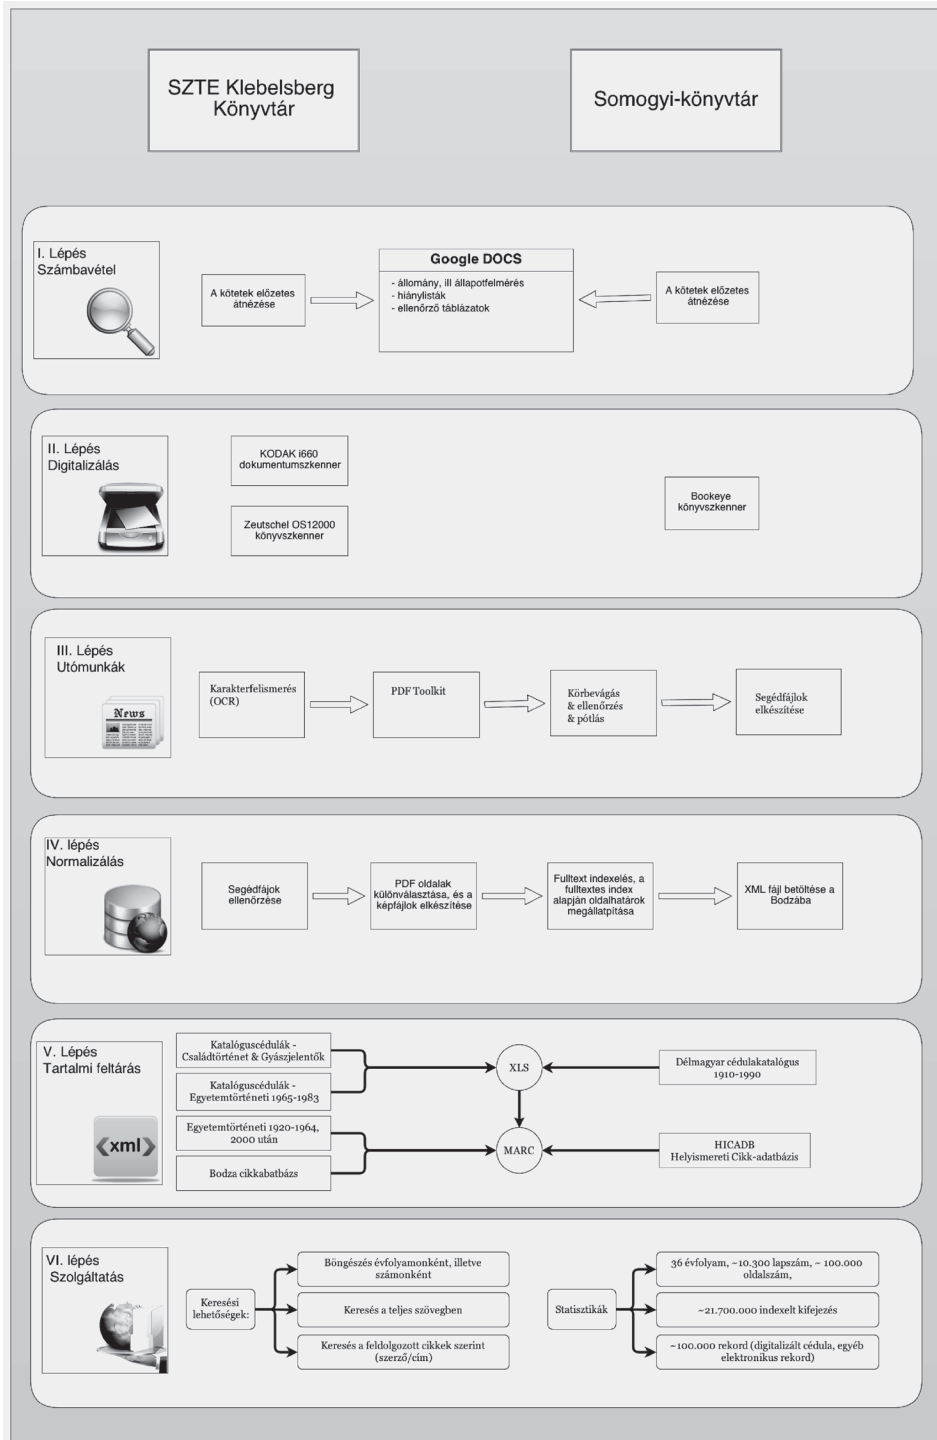 SZTE Klebelsberg
Könyvtár
Somogyi-könyvtár
I. Lépés
Számbavétel
A kötetek előzetes
átnézése
Google DOCS
- állomány, ill állapotfelmérés
- hiánylisták
- ellenőrző táblázatok
A kötetek előzetes
átnézése
II. Lépés
Digitalizálás
KODAK i660
dokumentumszkenner
Zeutschel OS12000
könyvszkenner
Bookeye
könyvszkenner
III. Lépés
Utómunkák
News
Karakterfelismerés
(OCR)
PDF Toolkit
Körbevágás
& ellenőrzés
& pótlás
Segédfájlok
elkészítése
IV. lépés
Normalizálás
Segédfájok
ellenőrzése
PDF oldalak
különválasztása, és a
képfájlok elkészítése
Fulltext indexelés, a
fulltextes index
alapján oldalhatárok
megállatpítása
XML fájl betöltése a
Bodzába
V. Lépés
Tartalmi feltárás
<xml>
Katalóguscédulák -
Családtörténet & Gyászjelentők
Katalóguscédulák -
Egyetemtörténeti 1965-1983
Egyetemtörténeti 1920-1964,
2000 után
Bodza cikkabatbázs
XLS
MARC
Délmagyar cédulakatalógus
1910-1990
HICADB
Helyismereti Cikk-adatbázis
VI. lépés
Szolgáltatás
Keresési
lehetőségek:
Böngészés évfolyamonként, illetve
számonként
Keresés a teljes szövegben
Keresés a feldolgozott cikkek szerint
(szerző/cím)
Statisztikák
36 évfolyam, ~10.300 lapszám, ~ 100.000
oldalszám,
~21.700.000 indexelt kifejezés
~100.000 rekord (digitalizált cédula, egyéb
elektronikus rekord)